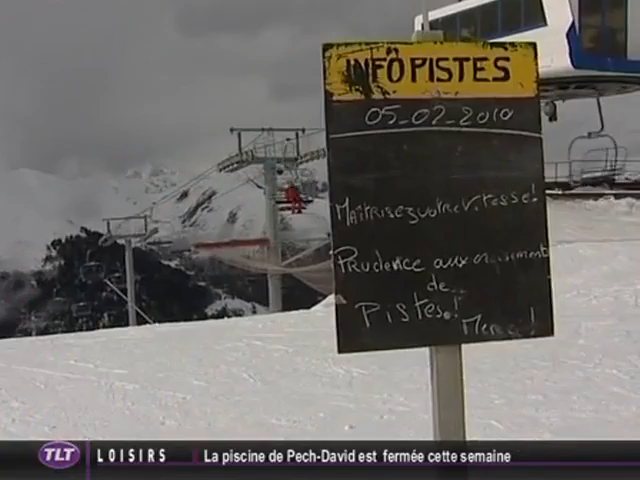 INFO PISTES
05-02-2010
Maîtrisez votre vitesse!
Prudence aux croisement
de
Pistes!
Merci!
TLT LOISIRS La piscine de Pech-David est fermée cette semaine